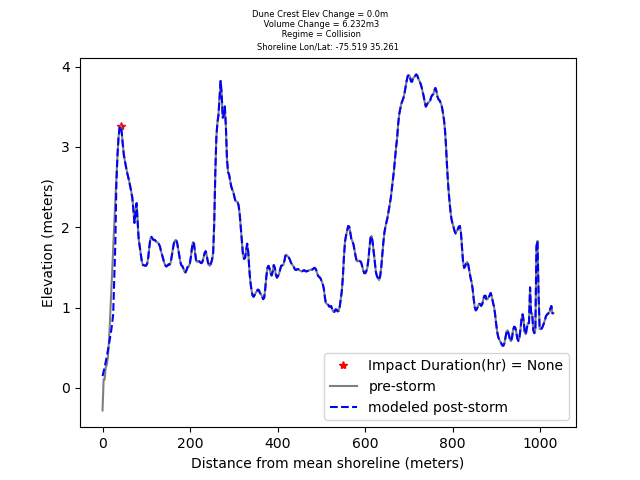 Dune Crest Elev Change = 0.0m
Volume Change = 6.232m3
Regime = Collision
Shoreline Lon/Lat: -75.519 35.261
4
3
2
1
0
Elevation (meters)
Impact Duration(hr) = None
pre-storm
modeled post-storm
0 200 400 600 800 1000
Distance from mean shoreline (meters)